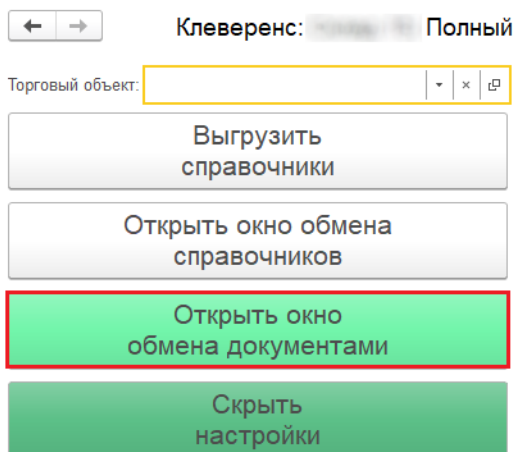 Клеверенс: Полный
Торговый объект:
Выгрузить
справочники
Открыть окно обмена
справочников
Открыть окно
обмена документами
Скрыть
настройки